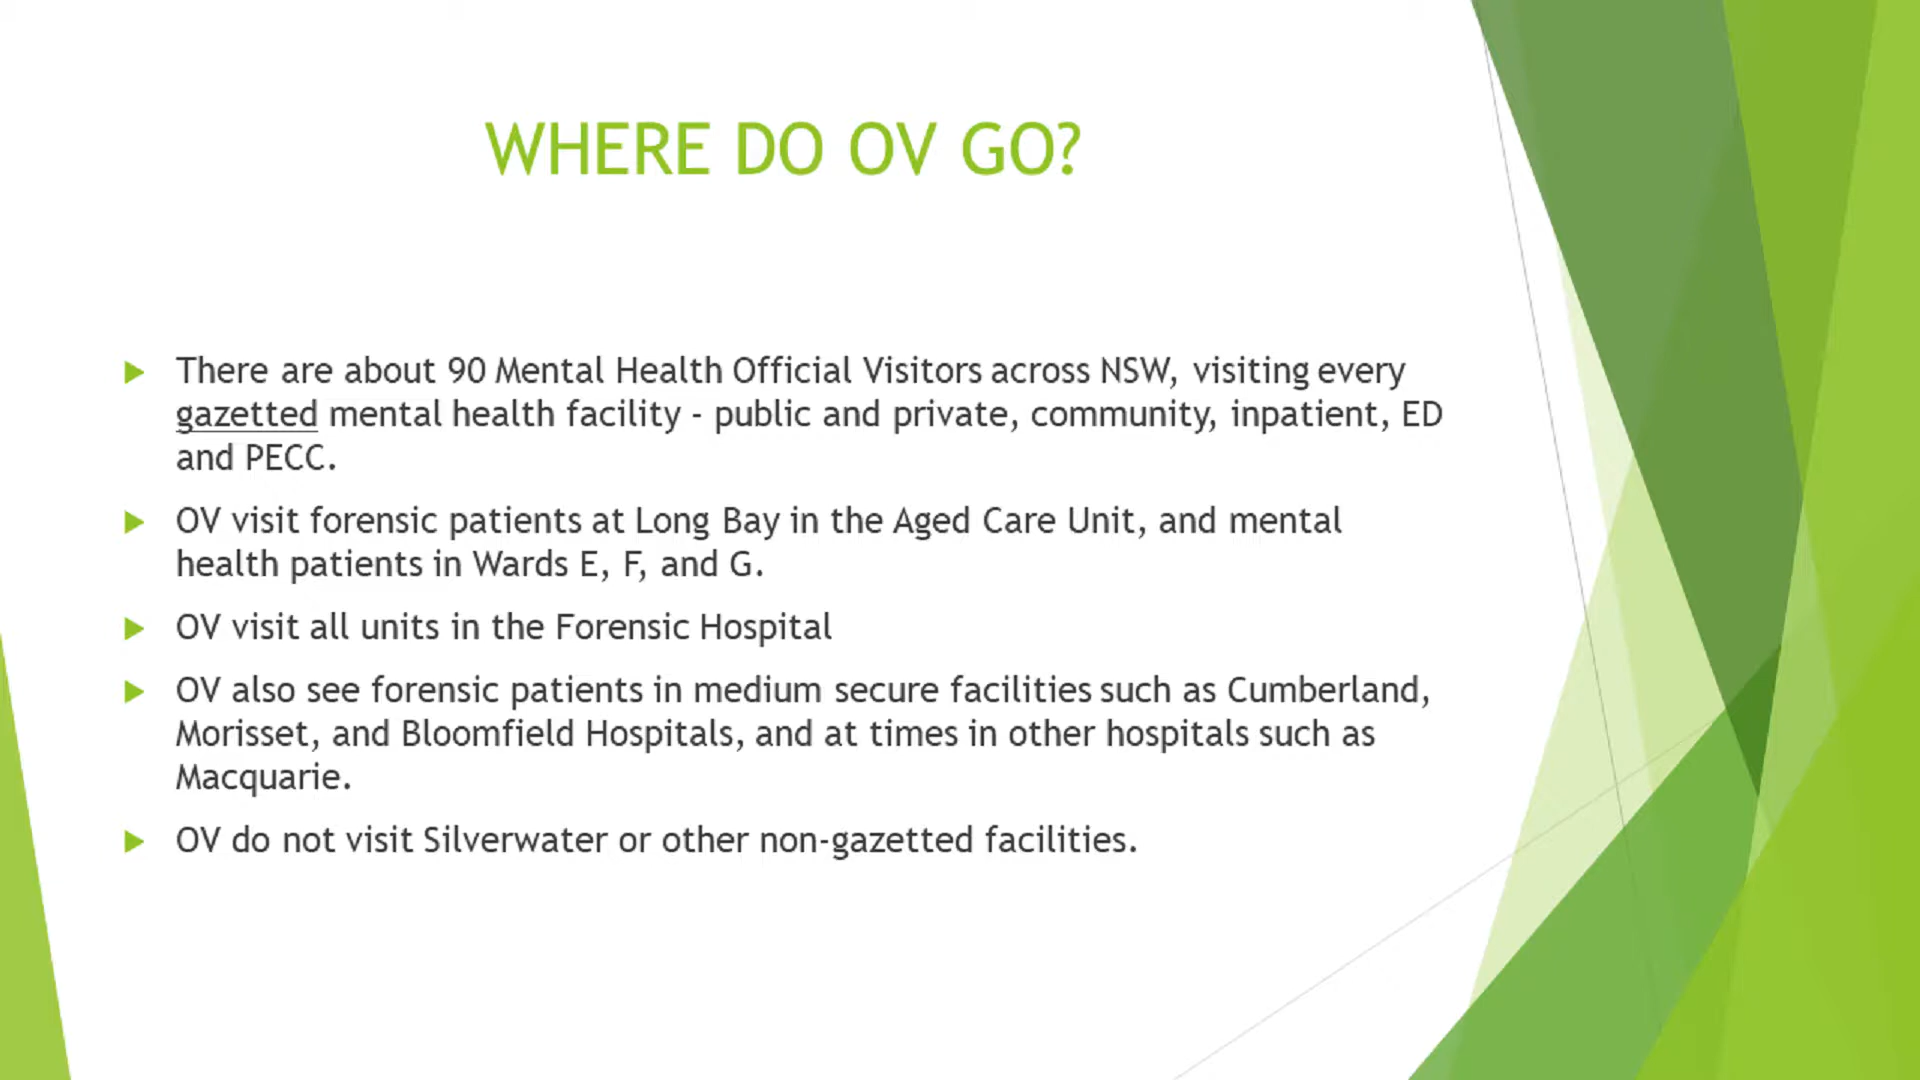 WHERE DO OV GO?
There are about 90 Mental Health Official Visitors across NSW, visiting every
gazetted mental health facility - public and private, community, inpatient, ED
and PECC.
OV visit forensic patients at Long Bay in the Aged Care Unit, and mental
health patients in Wards E, F, and G.
OV visit all units in the Forensic Hospital
OV also see forensic patients in medium secure facilities such as Cumberland,
Morisset, and Bloomfield Hospitals, and at times in other hospitals such as
Macquarie.
OV do not visit Silverwater or other non-gazetted facilities.